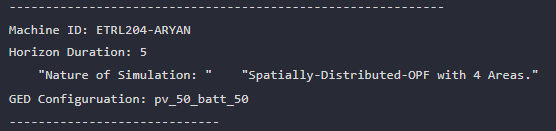 ----------------------------------------------------------
Machine ID: ETRL204-ARYAN
Horizon Duration: 5
    "Nature of Simulation: "    "Spatially-Distributed-OPF with 4 Areas."
GED Configuruation: pv_50_batt_50
----------------------------